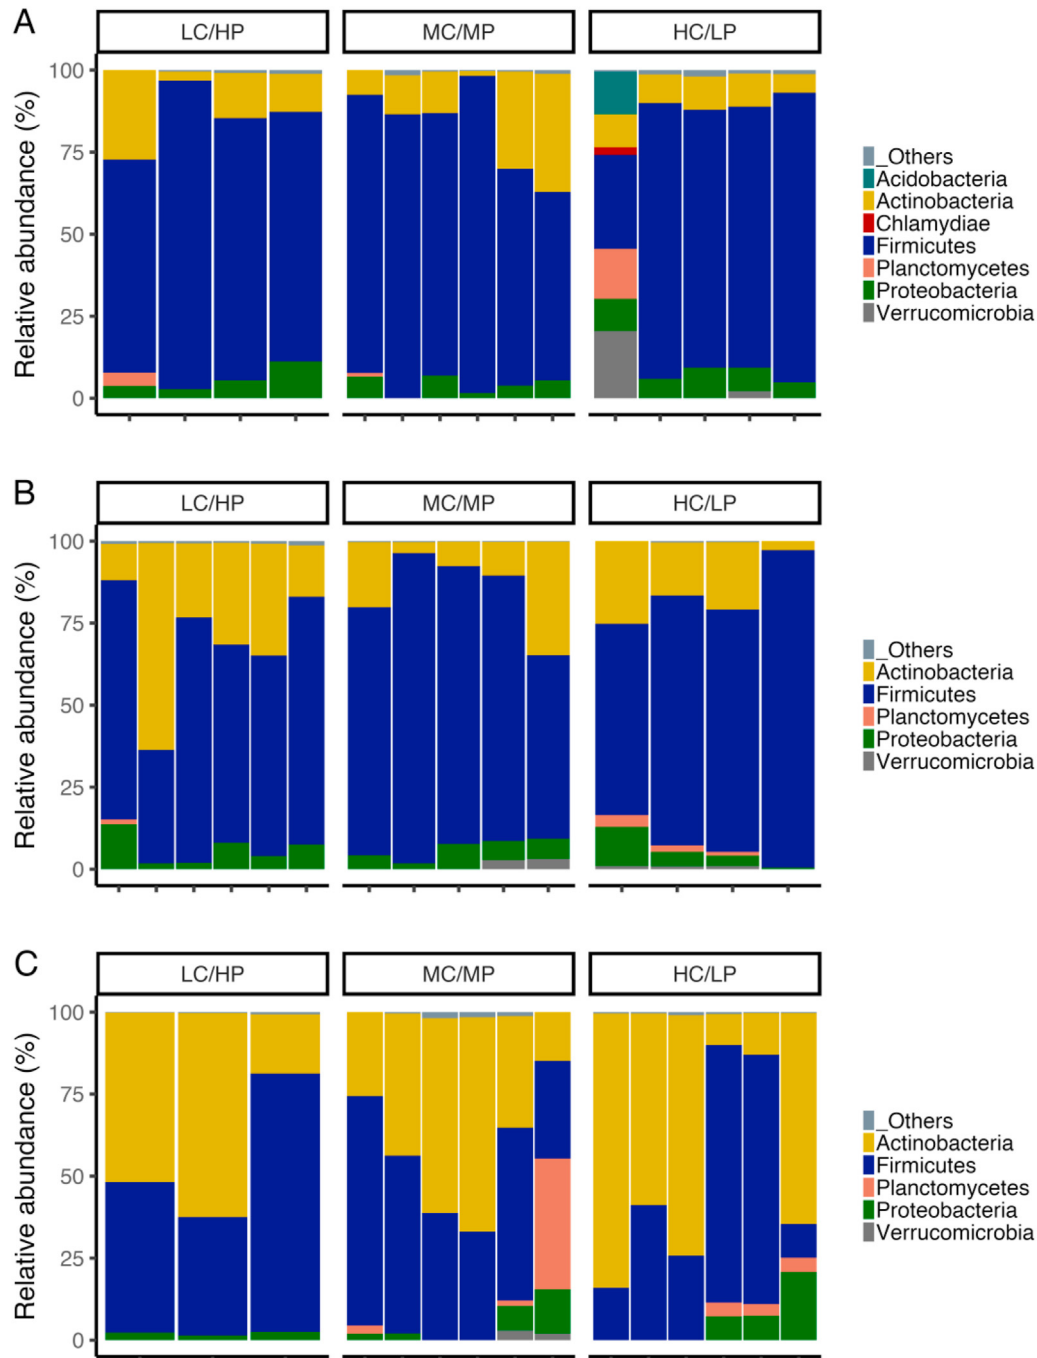 A
LC/HP MC/MP HC/LP
Relative abundance (%)
100
75
50
25
0
_Others
Acidobacteria
Actinobacteria
Chlamydiae
Firmicutes
Planctomycetes
Proteobacteria
Verrucomicrobia
B
LC/HP MC/MP HC/LP
Relative abundance (%)
100
75
50
25
0
_Others
Actinobacteria
Firmicutes
Planctomycetes
Proteobacteria
Verrucomicrobia
C
LC/HP MC/MP HC/LP
Relative abundance (%)
100
75
50
25
0
_Others
Actinobacteria
Firmicutes
Planctomycetes
Proteobacteria
Verrucomicrobia